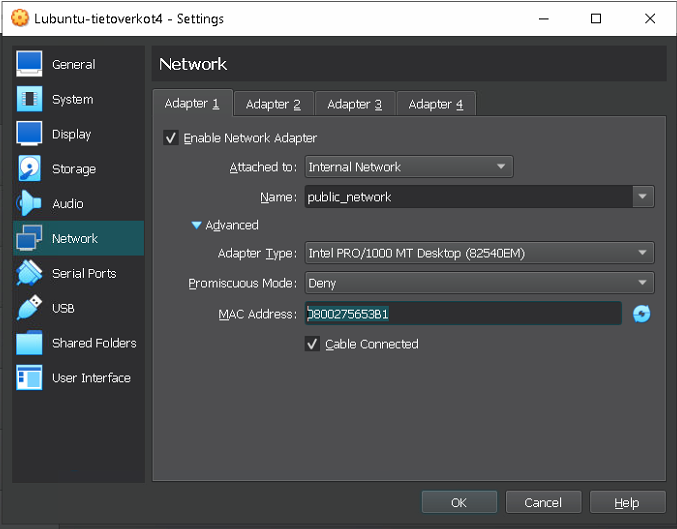 Lubuntu-tietoverkot4 - Settings
General
System
Display
Storage
Audio
Network
Serial Ports
USB
Shared Folders
User Interface
Network
Adapter 1
Adapter 2
Adapter 3
Adapter 4
Enable Network Adapter
Attached to: Internal Network
Name: public_network
Advanced
Adapter Type: Intel PRO/1000 MT Desktop (82540EM)
Promiscuous Mode: Deny
MAC Address: 0800275653B1
Cable Connected
OK
Cancel
Help